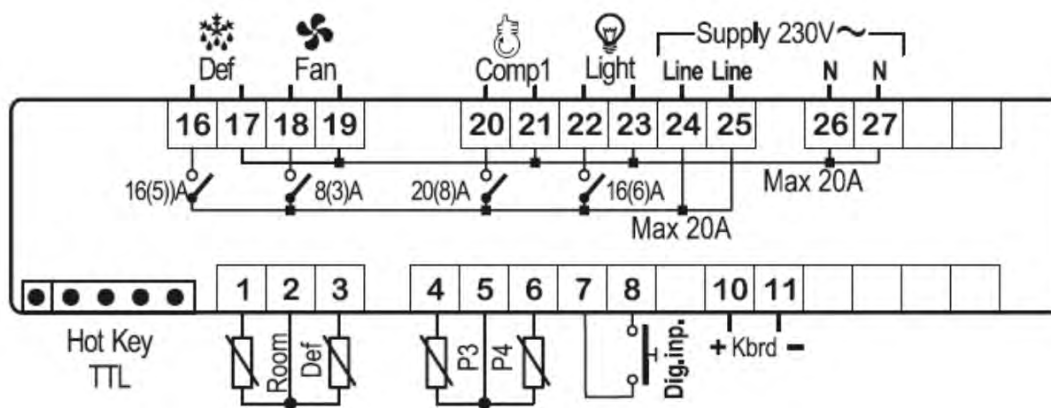 Supply 230V~
Def Fan Comp1 Light Line Line N N
16 17 18 19 20 21 22 23 24 25 26 27
16(5))A 8(3)A 20(8)A 16(6)A Max 20A
Max 20A
1 2 3 4 5 6 7 8 10 11
Hot Key
TTL
Room
Def
P3
P4
Dig.inp.
+ Kbrd -